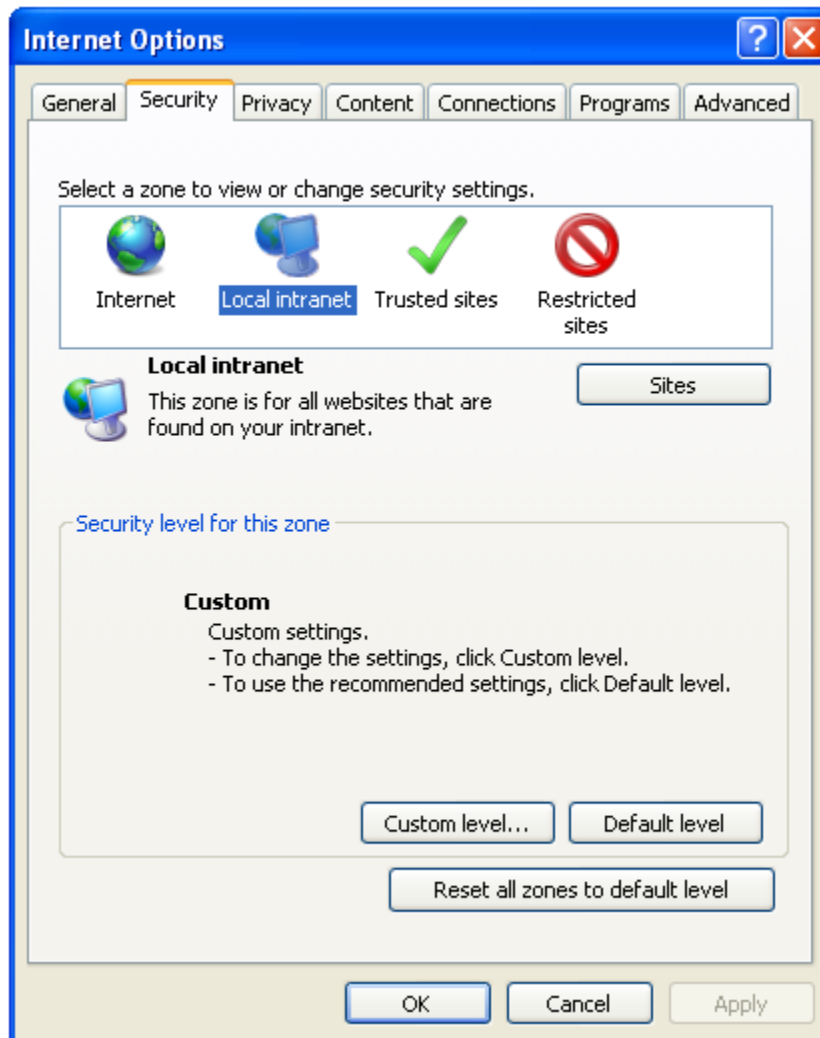 Internet Options
General Security Privacy Content Connections Programs Advanced
Select a zone to view or change security settings.
Internet Local intranet Trusted sites Restricted sites
Local intranet
Sites
This zone is for all websites that are
found on your intranet.
Security level for this zone
Custom
Custom settings.
- To change the settings, click Custom level.
- To use the recommended settings, click Default level.
Custom level... Default level
Reset all zones to default level
OK Cancel Apply